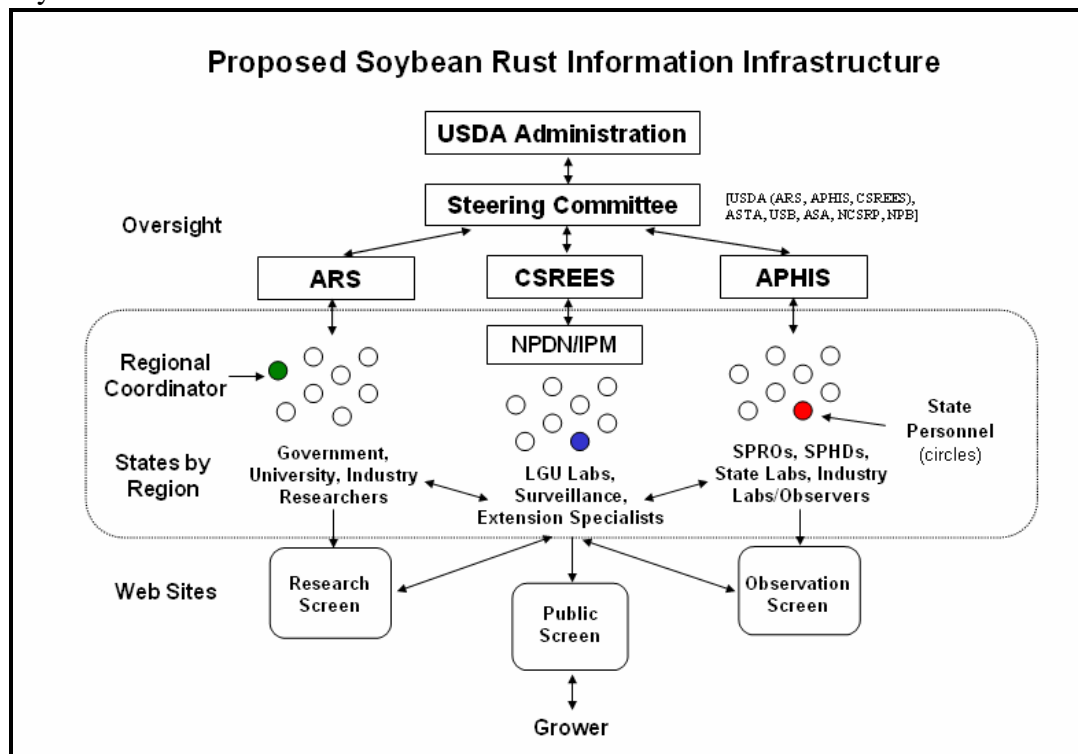 Proposed Soybean Rust Information Infrastructure
USDA Administration
Steering Committee
[USDA (ARS, APHIS, CSREES),
ASTA, USB, ASA, NCSRP, NPB]
Oversight
ARS
CSREES
APHIS
NPDN/IPM
Regional
Coordinator
State
Personnel
(circles)
States by
Region
Government,
University, Industry
Researchers
LGU Labs,
Surveillance,
Extension Specialists
SPROs, SPHDs,
State Labs, Industry
Labs/Observers
Web Sites
Research
Screen
Public
Screen
Observation
Screen
Grower